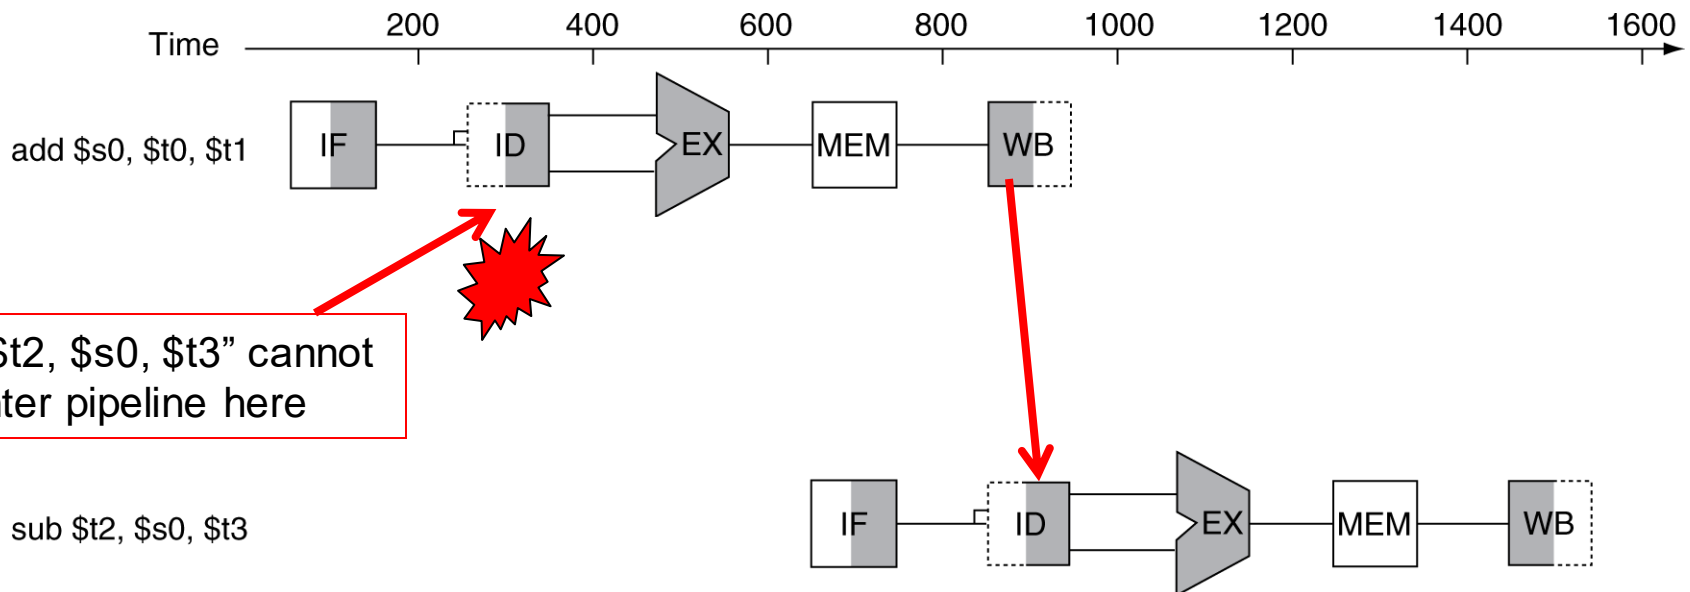 200 400 600 800 1000 1200 1400 1600
Time
add $s0, $t0, $t1 IF ID EX MEM WB
$t2, $s0, $t3” cannot
pipeline here
sub $t2, $s0, $t3 IF ID EX MEM WB